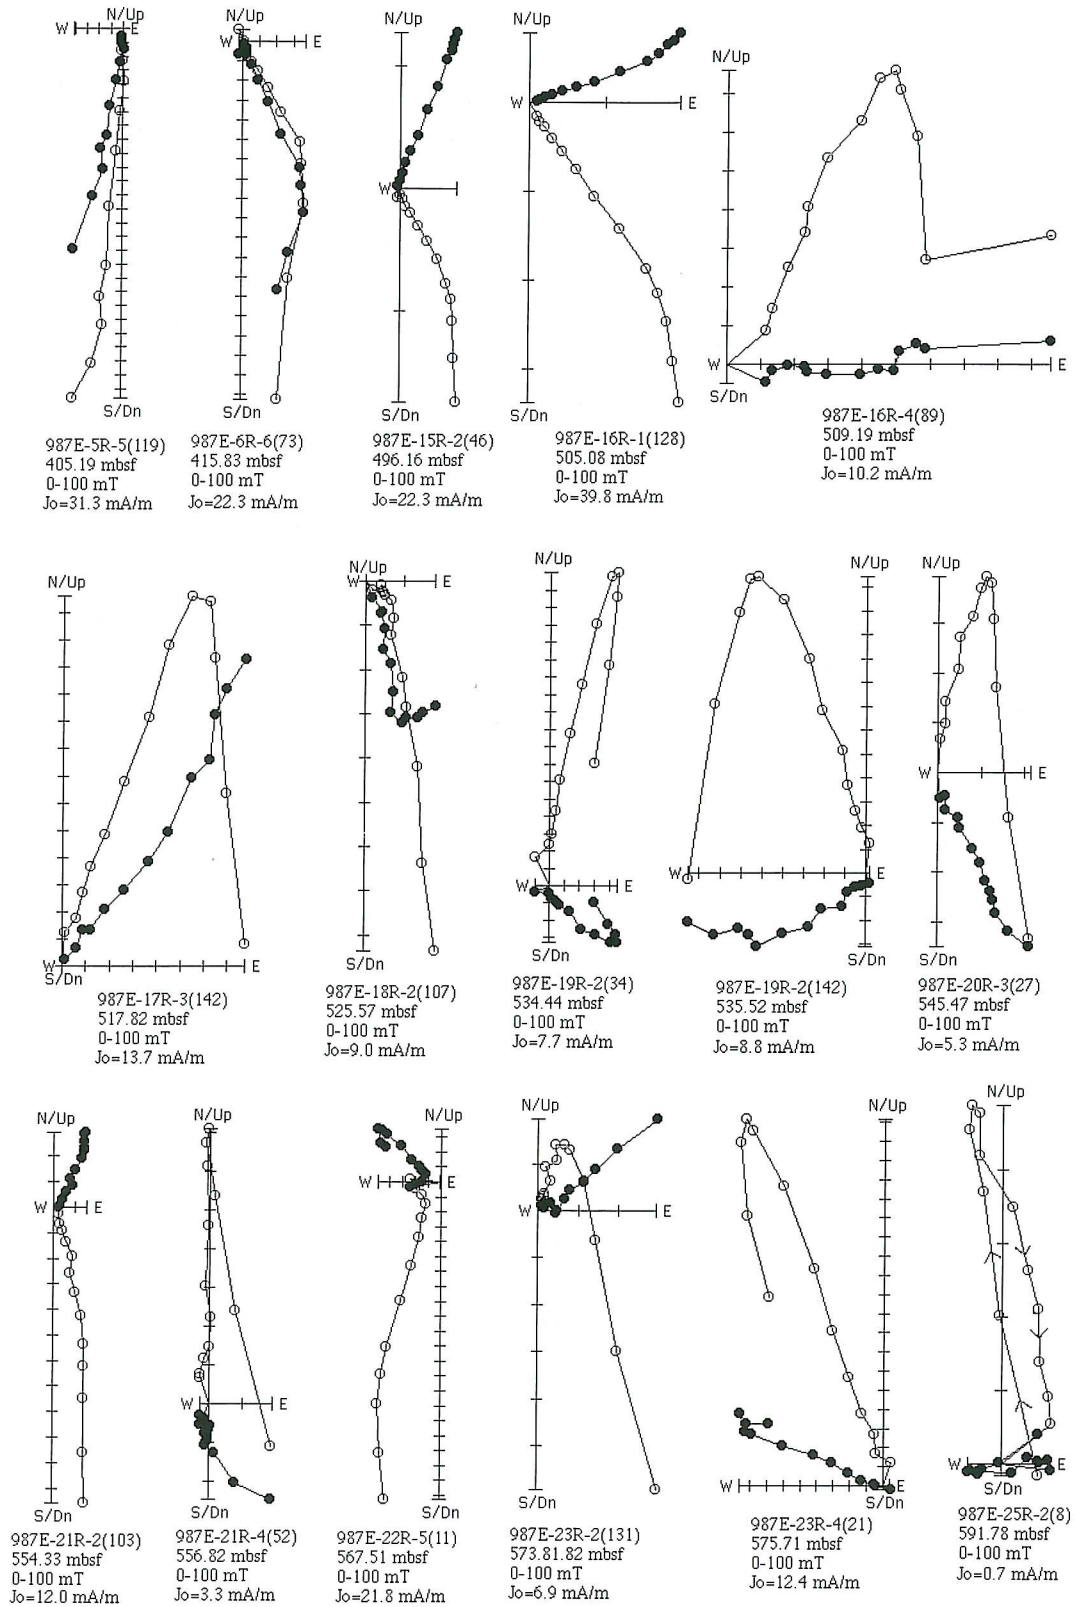 N/Up
W E
S/Dn
987E-5R-5(119)
405.19 mbsf
0-100 mT
Jo=31.3 mA/m
N/Up
W E
S/Dn
987E-6R-6(73)
415.83 mbsf
0-100 mT
Jo=22.3 mA/m
N/Up
W
S/Dn
987E-15R-2(46)
496.16 mbsf
0-100 mT
Jo=22.3 mA/m
N/Up
W E
S/Dn
987E-16R-1(128)
505.08 mbsf
0-100 mT
Jo=39.8 mA/m
N/Up
W E
S/Dn
987E-16R-4(89)
509.19 mbsf
0-100 mT
Jo=10.2 mA/m
N/Up
W E
S/Dn
987E-17R-3(142)
517.82 mbsf
0-100 mT
Jo=13.7 mA/m
N/Up
W E
S/Dn
987E-18R-2(107)
525.57 mbsf
0-100 mT
Jo=9.0 mA/m
N/Up
W E
S/Dn
987E-19R-2(34)
534.44 mbsf
0-100 mT
Jo=7.7 mA/m
N/Up
W E
S/Dn
987E-19R-2(142)
535.52 mbsf
0-100 mT
Jo=8.8 mA/m
N/Up
W E
S/Dn
987E-20R-3(27)
545.47 mbsf
0-100 mT
Jo=5.3 mA/m
N/Up
W E
S/Dn
987E-21R-2(103)
554.33 mbsf
0-100 mT
Jo=12.0 mA/m
N/Up
W E
S/Dn
987E-21R-4(52)
556.82 mbsf
0-100 mT
Jo=3.3 mA/m
N/Up
W E
S/Dn
987E-22R-5(11)
567.51 mbsf
0-100 mT
Jo=21.8 mA/m
N/Up
W E
S/Dn
987E-23R-2(131)
573.81.82 mbsf
0-100 mT
Jo=6.9 mA/m
N/Up
W E
S/Dn
987E-23R-4(21)
575.71 mbsf
0-100 mT
Jo=12.4 mA/m
N/Up
W E
S/Dn
987E-25R-2(8)
591.78 mbsf
0-100 mT
Jo=0.7 mA/m